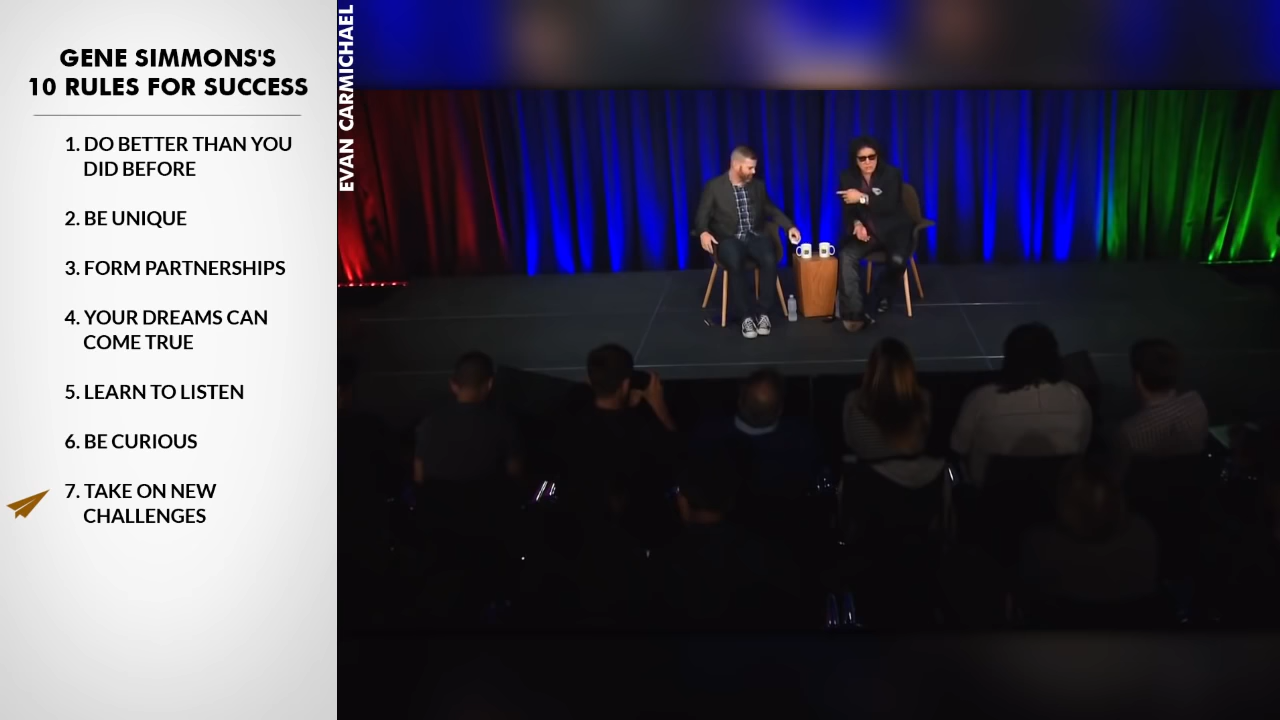 GENE SIMMONS'S
10 RULES FOR SUCCESS
1. DO BETTER THAN YOU
DID BEFORE
2. BE UNIQUE
3. FORM PARTNERSHIPS
4. YOUR DREAMS CAN
COME TRUE
5. LEARN TO LISTEN
6. BE CURIOUS
7. TAKE ON NEW
CHALLENGES
EVAN CARMICHAEL